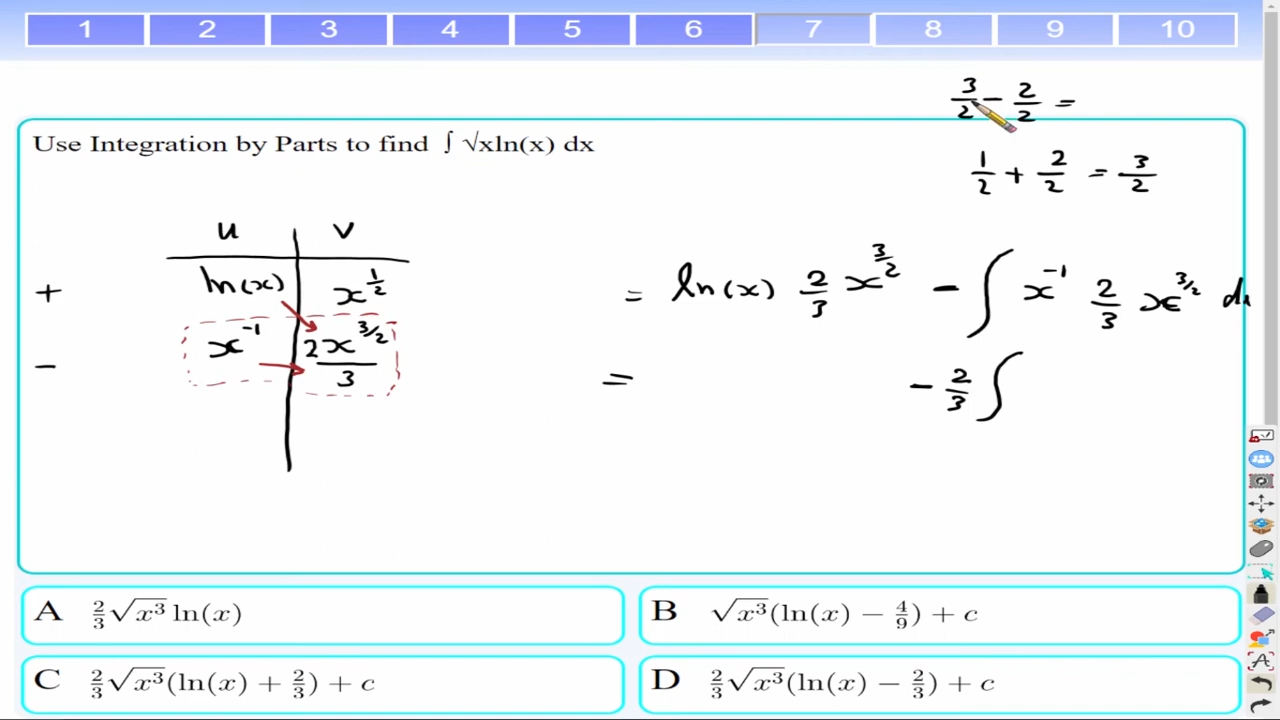 1 2 3 4 5 6 7 8 9 10
3/2 - 2/2 =
Use Integration by Parts to find ∫ √xln(x) dx
1/2 + 2/2 = 3/2
u v
+ ln(x) x^(1/2)
= ln(x) 2/3 x^(3/2) - ∫ x^(-1) 2/3 x^(3/2) dx
- x^(-1) 2x^(3/2)/3
= - 2/3 ∫
A 2/3 √x³ ln(x)
B √x³(ln(x) − 4/9) + c
C 2/3 √x³(ln(x) + 2/3) + c
D 2/3 √x³(ln(x) − 2/3) + c